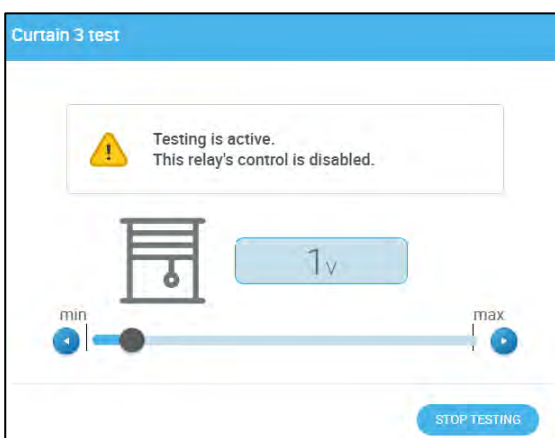 Curtain 3 test
Testing is active.
This relay's control is disabled.
1v
min
max
STOP TESTING